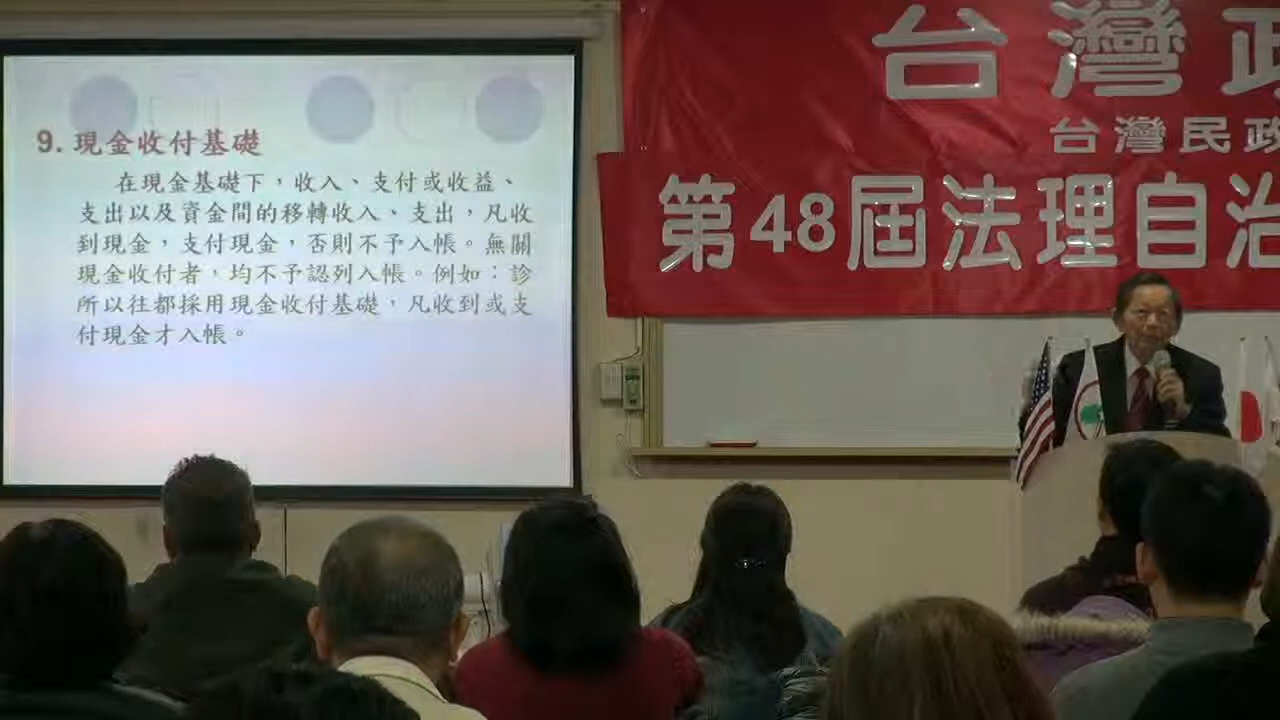 9. 現金收付基礎
在現金基礎下，收入、支付或收益、
支出以及資金間的移轉收入、支出，凡收
到現金，支付現金，否則不予入帳。無關
現金收付者，均不予認列入帳。例如：診
所以往都採用現金收付基礎，凡收到或支
付現金才入帳。
台灣政
台灣民政
第48屆法理自治